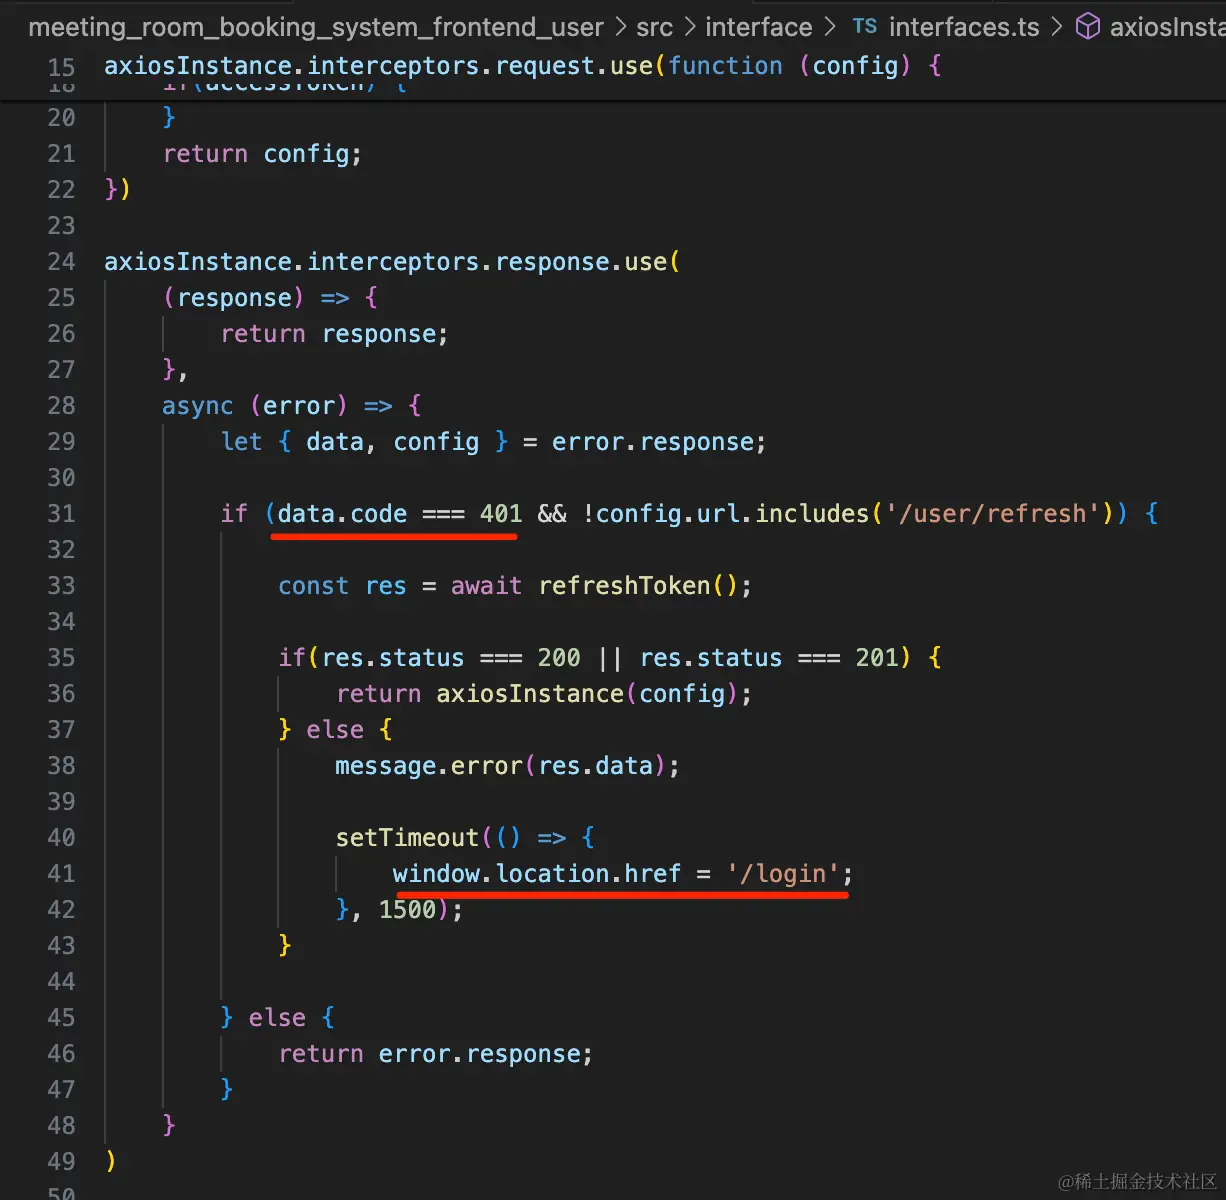 meeting_room_booking_system_frontend_user > src > interface > TS interfaces.ts > axiosInsta
15 axiosInstance.interceptors.request.use(function (config) {
18 if(accessToken) {
20 }
21 return config;
22 })
23
24 axiosInstance.interceptors.response.use(
25 (response) => {
26 return response;
27 },
28 async (error) => {
29 let { data, config } = error.response;
30
31 if (data.code === 401 && !config.url.includes('/user/refresh')) {
32
33 const res = await refreshToken();
34
35 if(res.status === 200 || res.status === 201) {
36 return axiosInstance(config);
37 } else {
38 message.error(res.data);
39
40 setTimeout(() => {
41 window.location.href = '/login';
42 }, 1500);
43 }
44
45 } else {
46 return error.response;
47 }
48 }
49 )
50
@稀土掘金技术社区